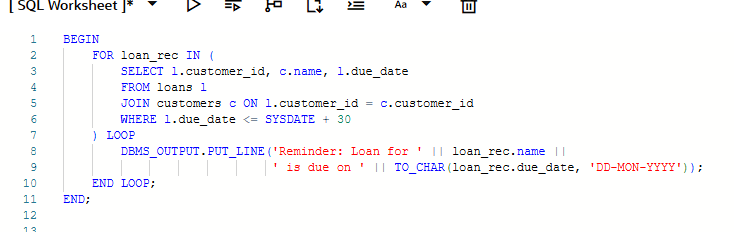 [ SQL Worksheet ]* Aa
1 BEGIN
2 FOR loan_rec IN (
3 SELECT l.customer_id, c.name, l.due_date
4 FROM loans l
5 JOIN customers c ON l.customer_id = c.customer_id
6 WHERE l.due_date <= SYSDATE + 30
7 ) LOOP
8 DBMS_OUTPUT.PUT_LINE('Reminder: Loan for ' || loan_rec.name ||
9 ' is due on ' || TO_CHAR(loan_rec.due_date, 'DD-MON-YYYY'));
10 END LOOP;
11 END;
12
13